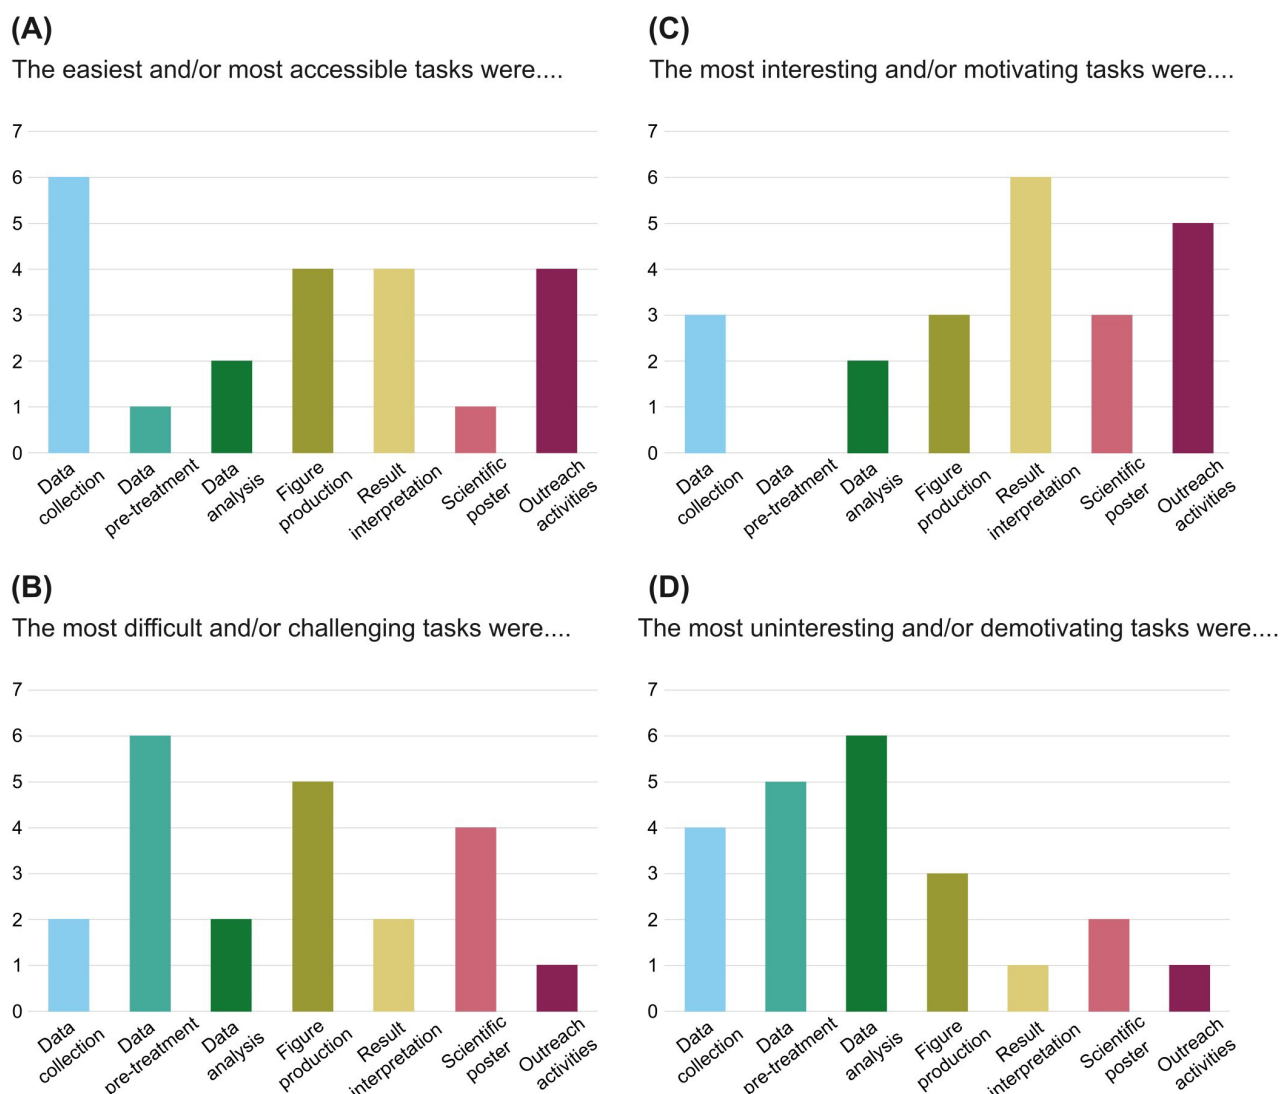 (A)
The easiest and/or most accessible tasks were....
7
6
5
4
3
2
1
0
Data
collection
Data
pre-treatment
Data
analysis
Figure
production
Result
interpretation
Scientific
poster
Outreach
activities
(C)
The most interesting and/or motivating tasks were....
7
6
5
4
3
2
1
0
Data
collection
Data
pre-treatment
Data
analysis
Figure
production
Result
interpretation
Scientific
poster
Outreach
activities
(B)
The most difficult and/or challenging tasks were....
7
6
5
4
3
2
1
0
Data
collection
Data
pre-treatment
Data
analysis
Figure
production
Result
interpretation
Scientific
poster
Outreach
activities
(D)
The most uninteresting and/or demotivating tasks were....
7
6
5
4
3
2
1
0
Data
collection
Data
pre-treatment
Data
analysis
Figure
production
Result
interpretation
Scientific
poster
Outreach
activities